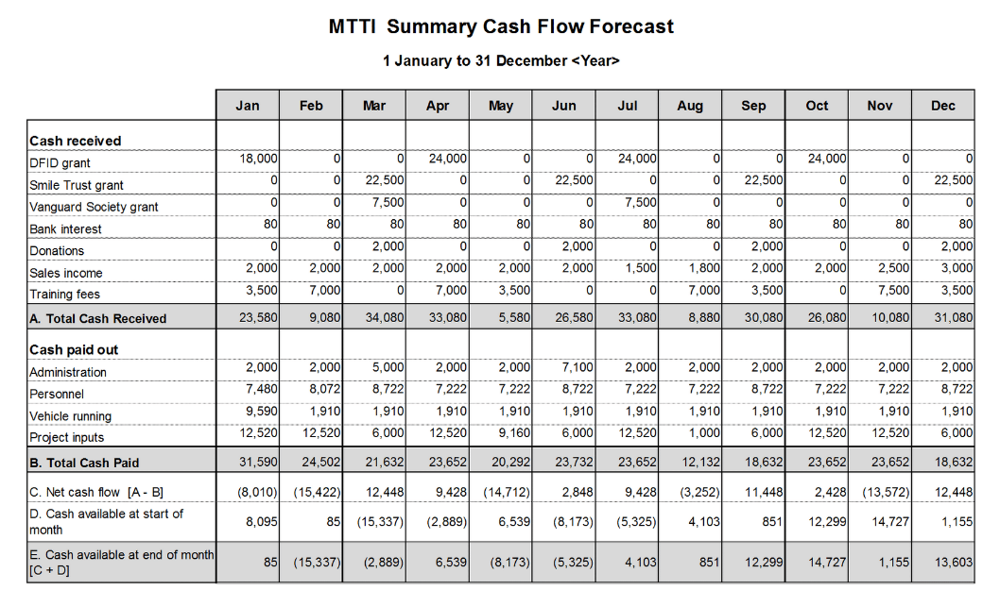 MTTI Summary Cash Flow Forecast
1 January to 31 December <Year>
Jan Feb Mar Apr May Jun Jul Aug Sep Oct Nov Dec
Cash received
DFID grant 18,000 0 0 24,000 0 0 24,000 0 0 24,000 0 0
Smile Trust grant 0 0 22,500 0 0 22,500 0 0 22,500 0 0 22,500
Vanguard Society grant 0 0 7,500 0 0 0 7,500 0 0 0 0 0
Bank interest 80 80 80 80 80 80 80 80 80 80 80 80
Donations 0 0 2,000 0 0 2,000 0 0 2,000 0 0 2,000
Sales income 2,000 2,000 2,000 2,000 2,000 2,000 1,500 1,800 2,000 2,000 2,500 3,000
Training fees 3,500 7,000 0 7,000 3,500 0 0 7,000 3,500 0 7,500 3,500
A. Total Cash Received 23,580 9,080 34,080 33,080 5,580 26,580 33,080 8,880 30,080 26,080 10,080 31,080
Cash paid out
Administration 2,000 2,000 5,000 2,000 2,000 7,100 2,000 2,000 2,000 2,000 2,000 2,000
Personnel 7,480 8,072 8,722 7,222 7,222 8,722 7,222 7,222 8,722 7,222 7,222 8,722
Vehicle running 9,590 1,910 1,910 1,910 1,910 1,910 1,910 1,910 1,910 1,910 1,910 1,910
Project inputs 12,520 12,520 6,000 12,520 9,160 6,000 12,520 1,000 6,000 12,520 12,520 6,000
B. Total Cash Paid 31,590 24,502 21,632 23,652 20,292 23,732 23,652 12,132 18,632 23,652 23,652 18,632
C. Net cash flow [A - B] (8,010) (15,422) 12,448 9,428 (14,712) 2,848 9,428 (3,252) 11,448 2,428 (13,572) 12,448
D. Cash available at start of
month 8,095 85 (15,337) (2,889) 6,539 (8,173) (5,325) 4,103 851 12,299 14,727 1,155
E. Cash available at end of month
[C + D] 85 (15,337) (2,889) 6,539 (8,173) (5,325) 4,103 851 12,299 14,727 1,155 13,603